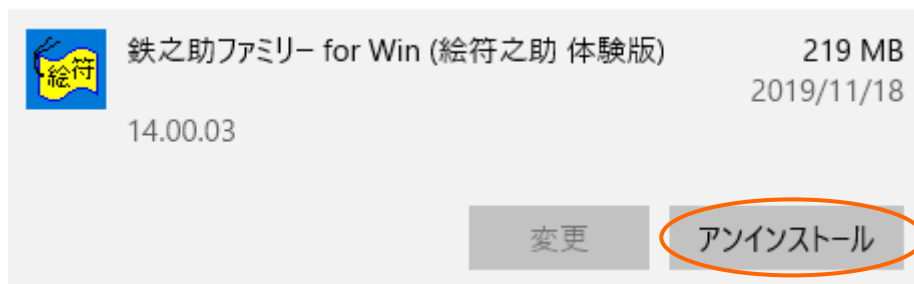 絵符
鉄之助ファミリー for Win (絵符之助 体験版)
219 MB
2019/11/18
14.00.03
変更
アンインストール